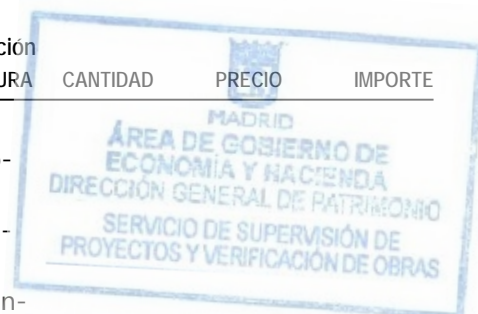 ción
URA CANTIDAD PRECIO IMPORTE
MADRID
ÁREA DE GOBIERNO DE
ECONOMÍA Y HACIENDA
DIRECCIÓN GENERAL DE PATRIMONIO
SERVICIO DE SUPERVISIÓN DE
PROYECTOS Y VERIFICACIÓN DE OBRAS
n-